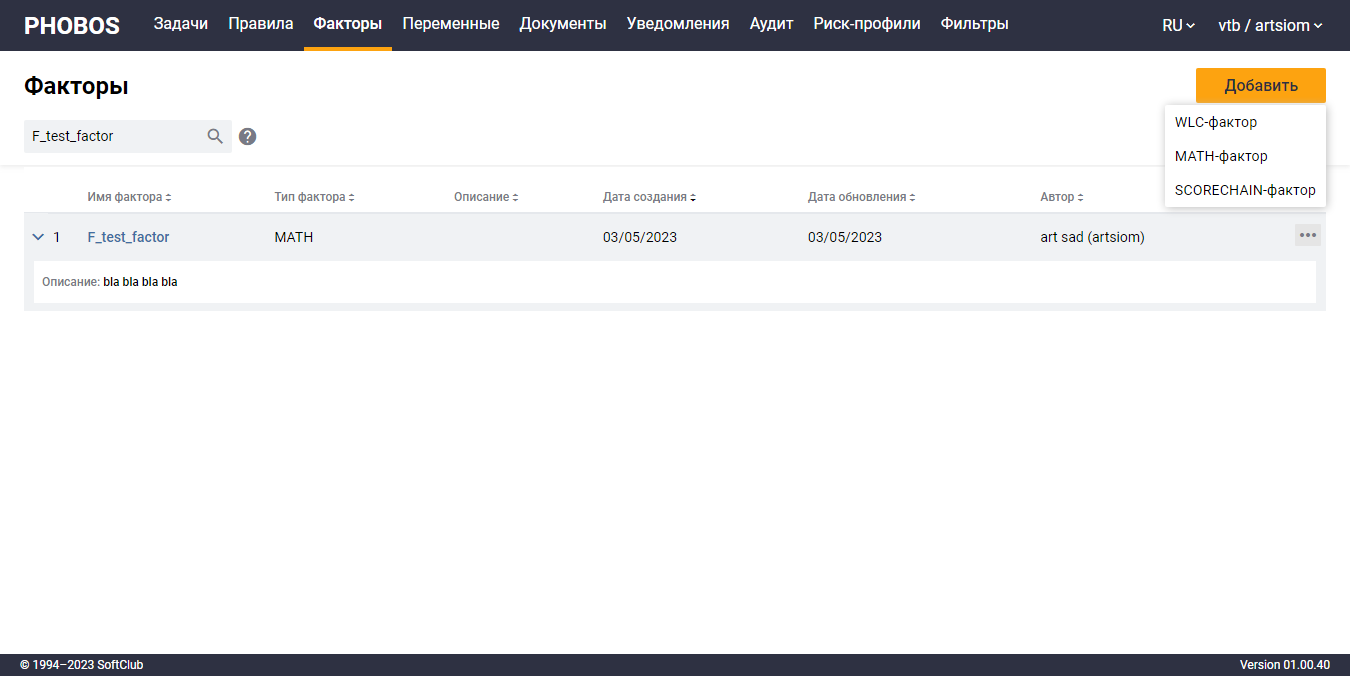 PHOBOS Задачи Правила Факторы Переменные Документы Уведомления Аудит Риск-профили Фильтры RU vtb / artsiom
Факторы
Добавить
F_test_factor ?
WLC-фактор
MATH-фактор
SCORECHAIN-фактор
Имя фактора Тип фактора Описание Дата создания Дата обновления Автор
1 F_test_factor MATH 03/05/2023 03/05/2023 art sad (artsiom)
Описание: bla bla bla bla
© 1994–2023 SoftClub Version 01.00.40